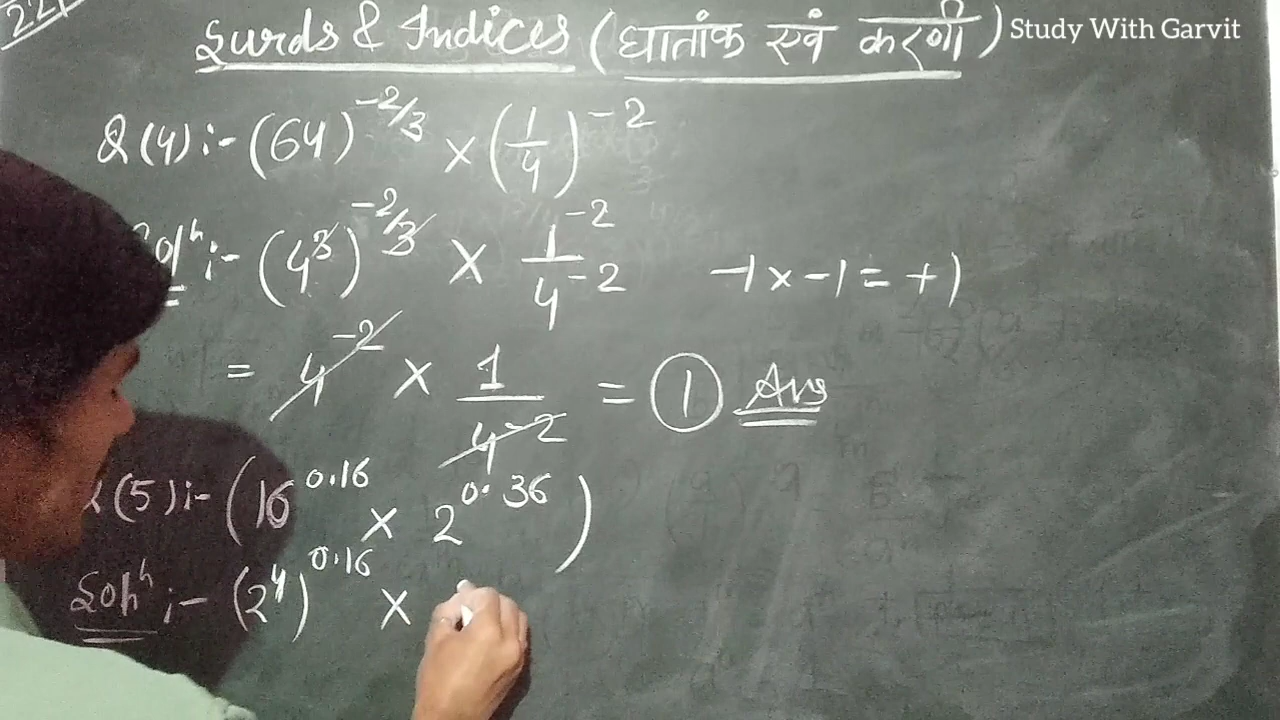 Surds & Indices (घातांक एवं करणी)
Study With Garvit
Q(4):- (64)^-2/3 × (1/4)^-2
Solⁿ:- (4³)^-2/3 × 1^-2/4^-2
-1 × -1 = +1
= 4^-2 × 1/4^-2 = 1 Ans
Q(5):- (16^0.16 × 2^0.36)
Solⁿ:- (2⁴)^0.16 ×